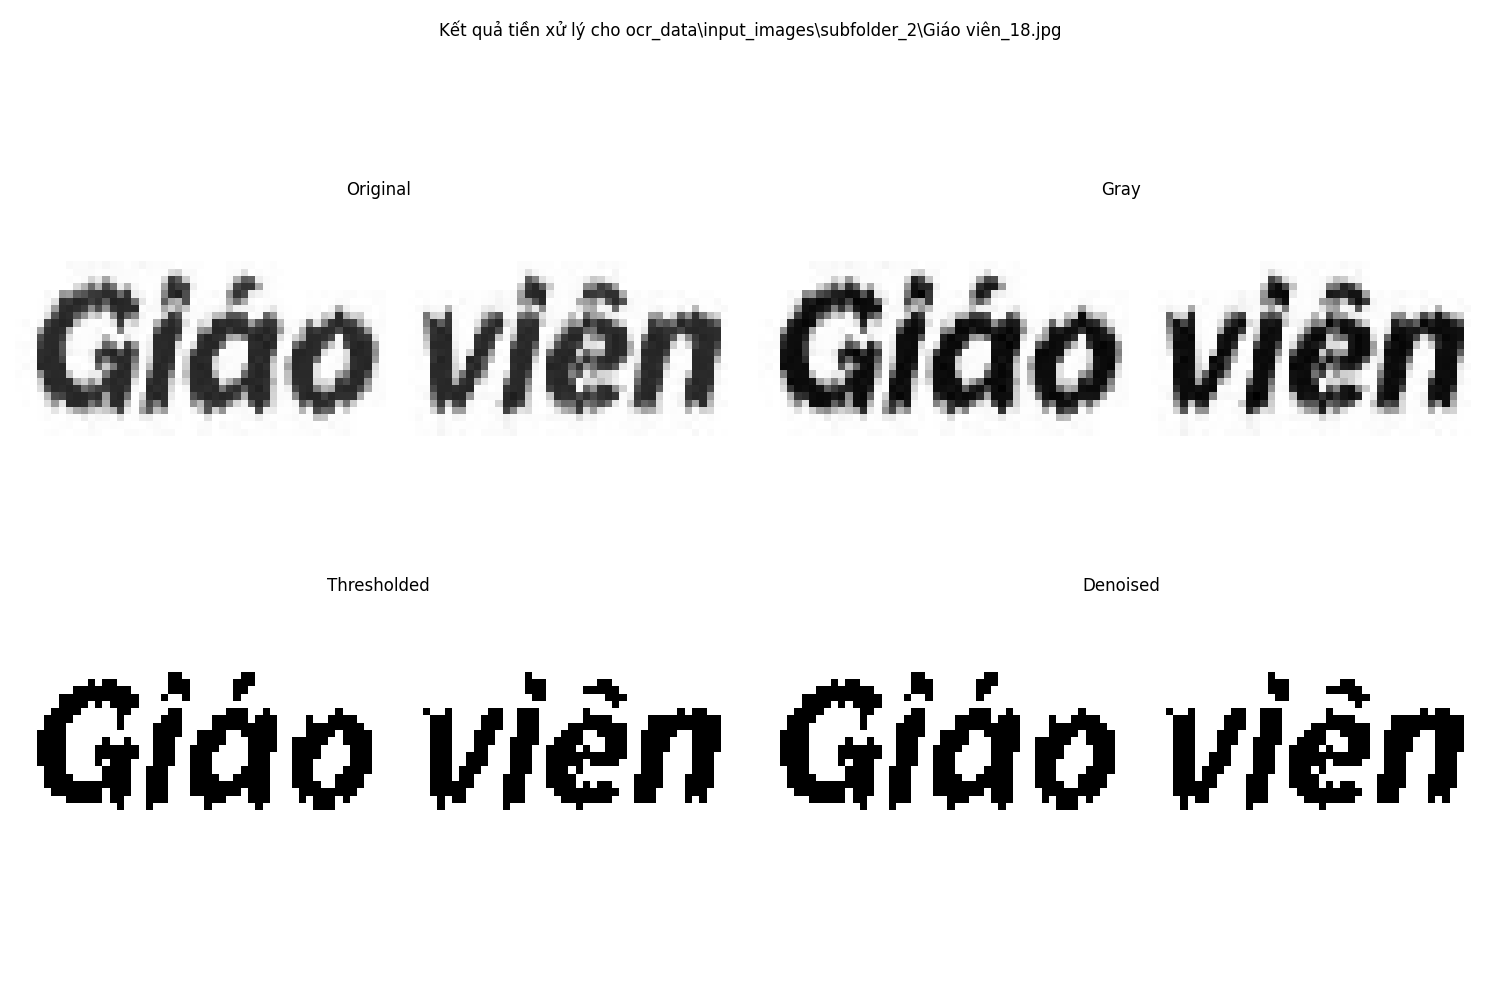 Kết quả tiền xử lý cho ocr_data\input_images\subfolder_2\Giáo viên_18.jpg
Original
Gray
Giáo viên
Giáo viên
Thresholded
Denoised
Giáo viên
Giáo viên